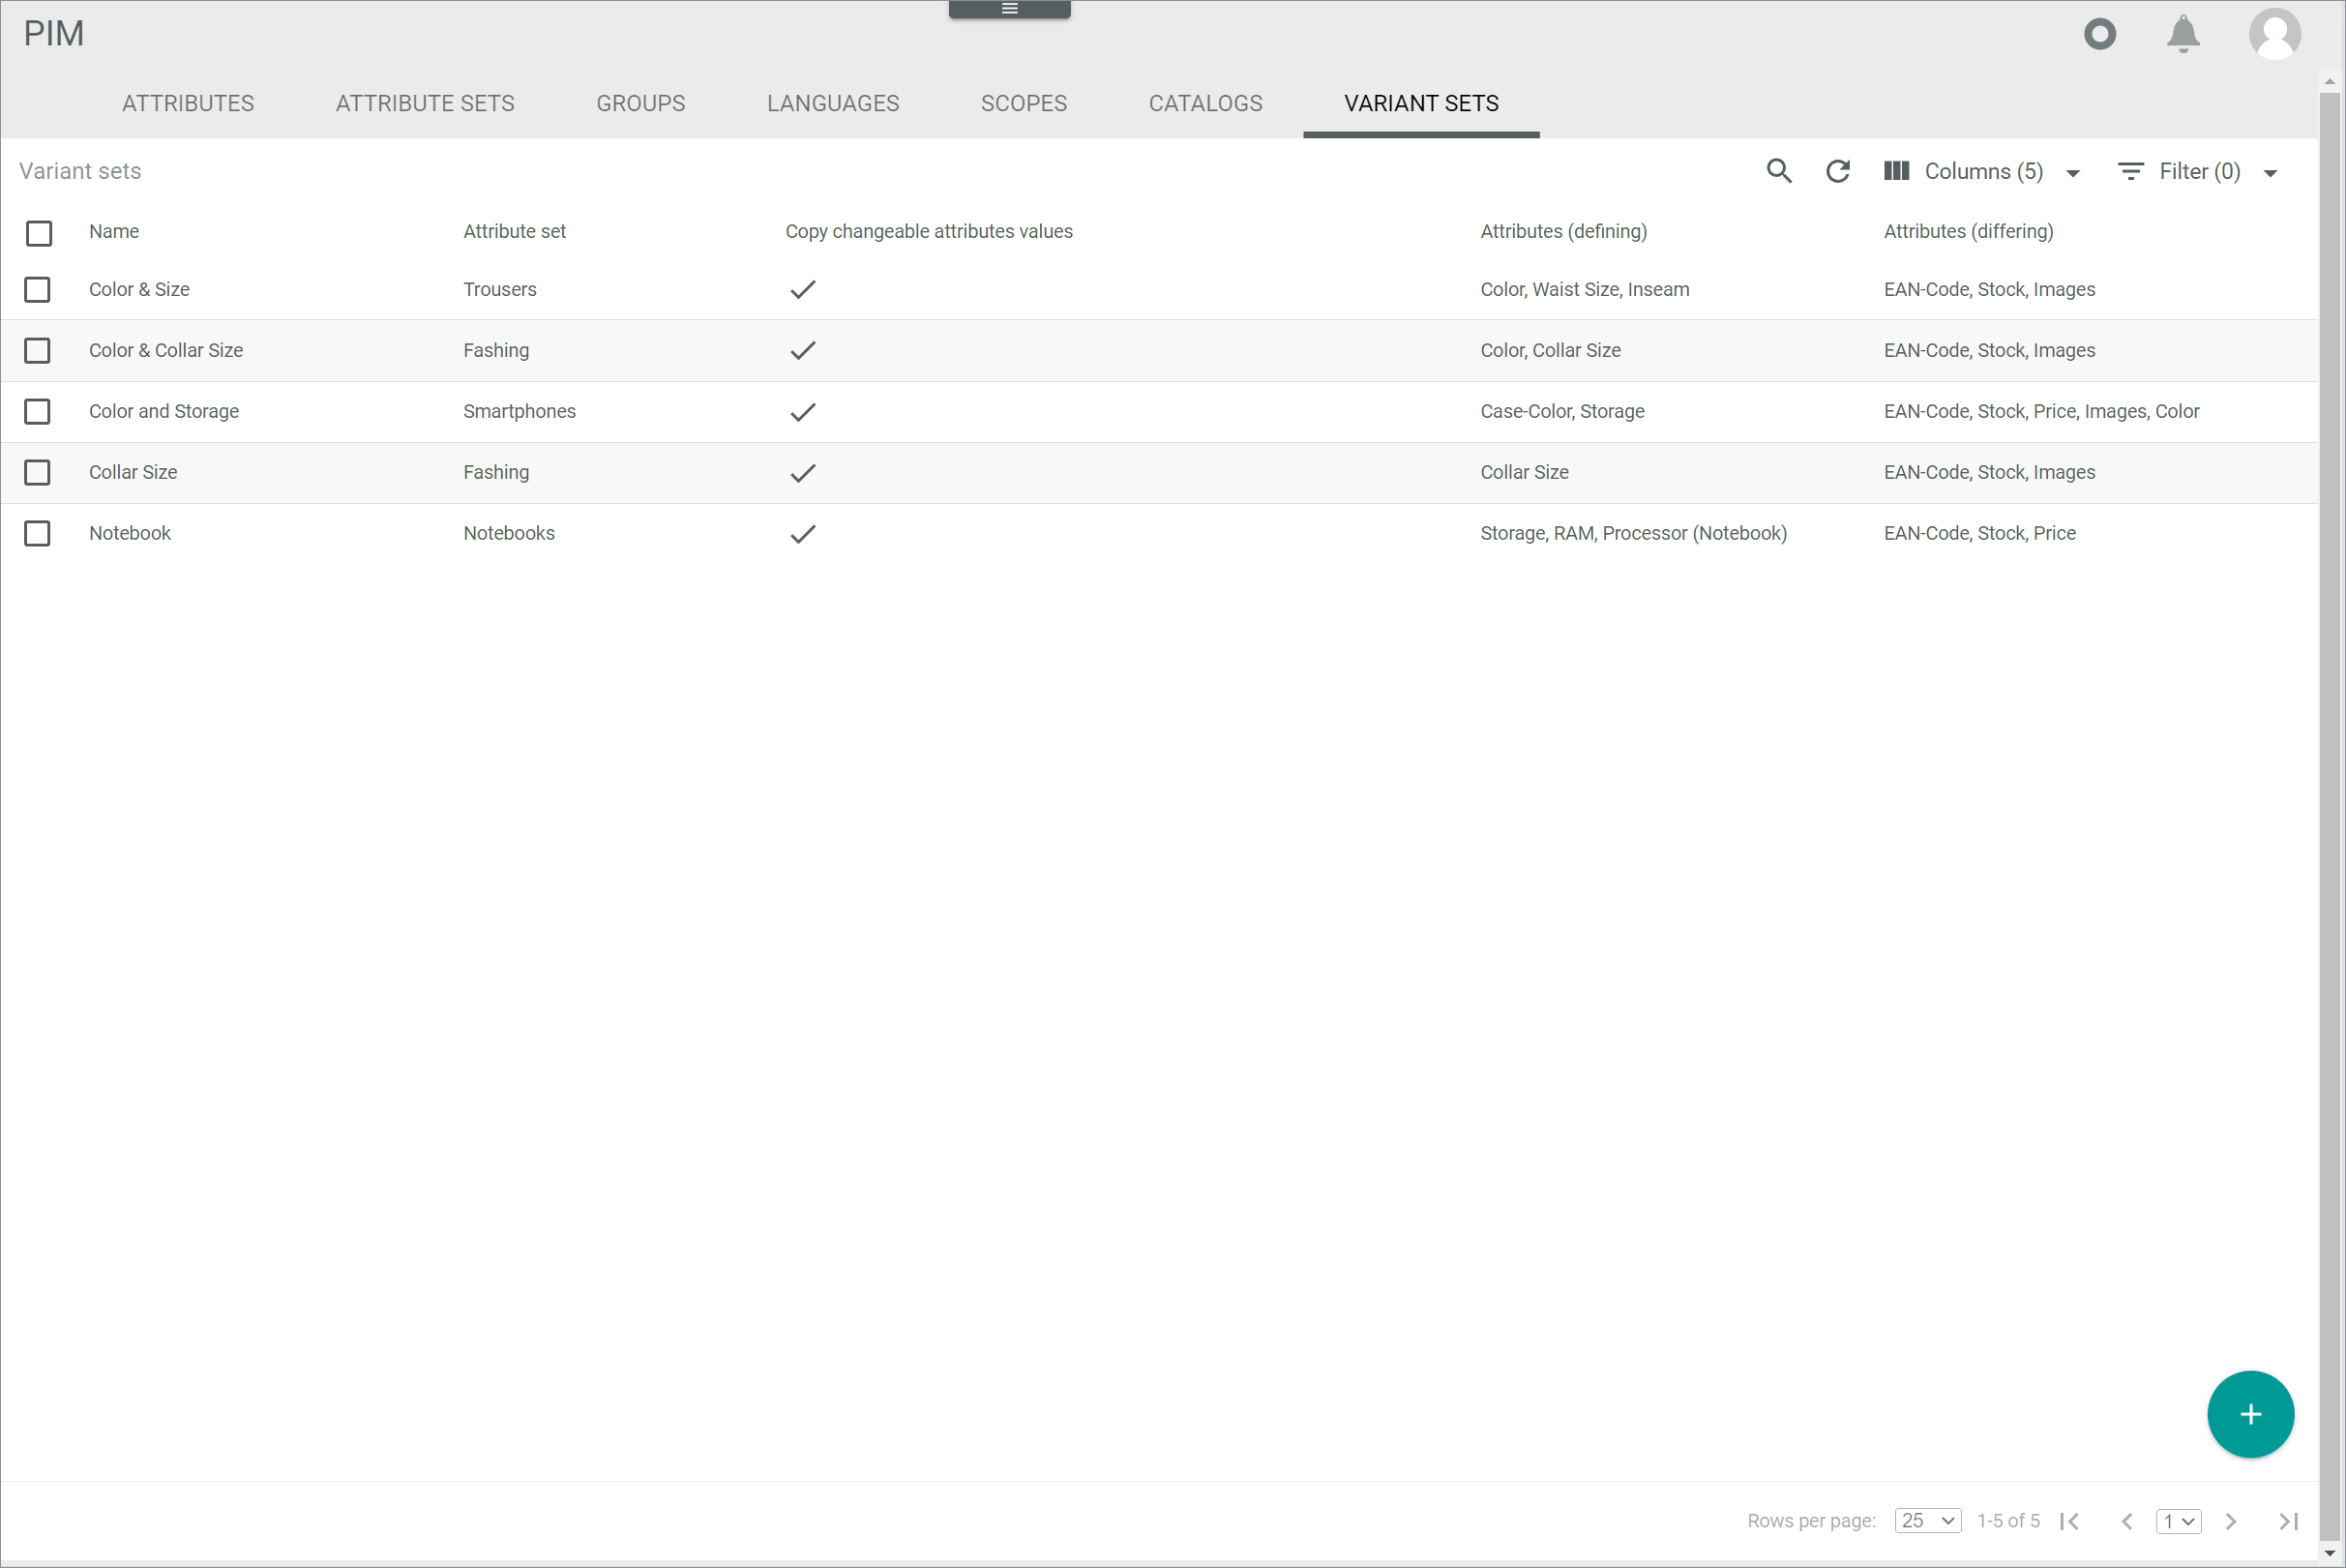 PIM
ATTRIBUTES ATTRIBUTE SETS GROUPS LANGUAGES SCOPES CATALOGS VARIANT SETS
Variant sets Columns (5) Filter (0)
Name Attribute set Copy changeable attributes values Attributes (defining) Attributes (differing)
Color & Size Trousers Color, Waist Size, Inseam EAN-Code, Stock, Images
Color & Collar Size Fashing Color, Collar Size EAN-Code, Stock, Images
Color and Storage Smartphones Case-Color, Storage EAN-Code, Stock, Price, Images, Color
Collar Size Fashing Collar Size EAN-Code, Stock, Images
Notebook Notebooks Storage, RAM, Processor (Notebook) EAN-Code, Stock, Price
Rows per page: 25 1-5 of 5 1